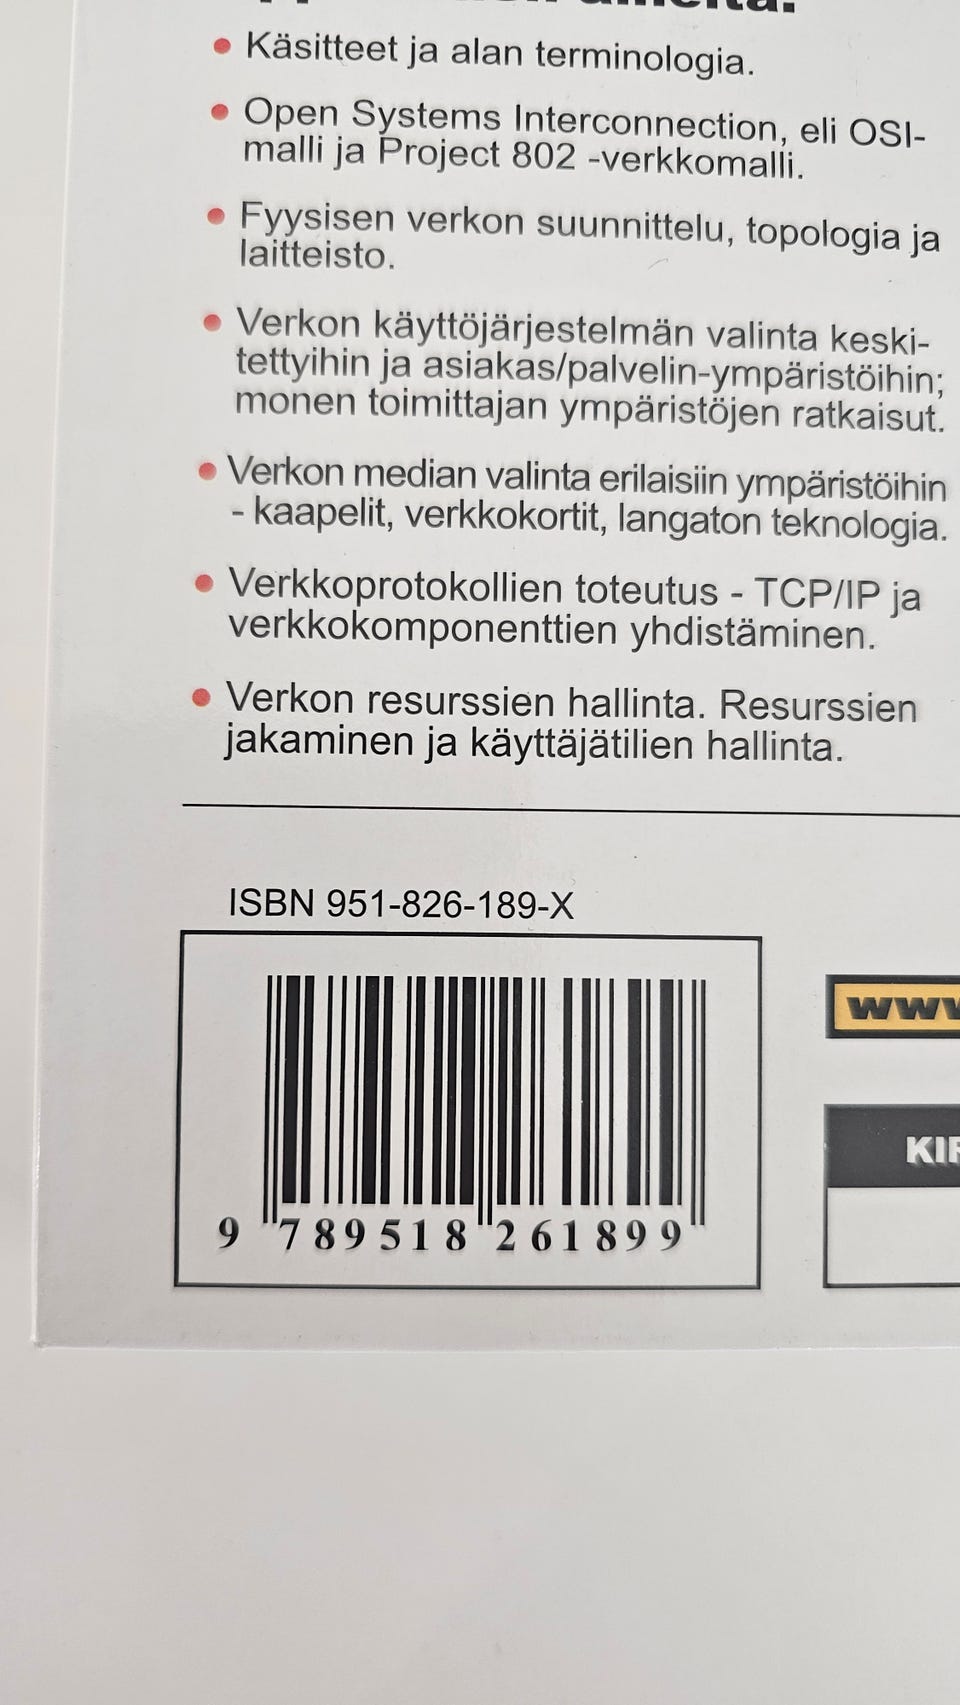 • Käsitteet ja alan terminologia.
• Open Systems Interconnection, eli OSI-
malli ja Project 802 -verkkomalli.
• Fyysisen verkon suunnittelu, topologia ja
laitteisto.
• Verkon käyttöjärjestelmän valinta keski-
tettyihin ja asiakas/palvelin-ympäristöihin;
monen toimittajan ympäristöjen ratkaisut.
• Verkon median valinta erilaisiin ympäristöihin
- kaapelit, verkkokortit, langaton teknologia.
• Verkkoprotokollien toteutus - TCP/IP ja
verkkokomponenttien yhdistäminen.
• Verkon resurssien hallinta. Resurssien
jakaminen ja käyttäjätilien hallinta.
ISBN 951-826-189-X
9 789518 261899